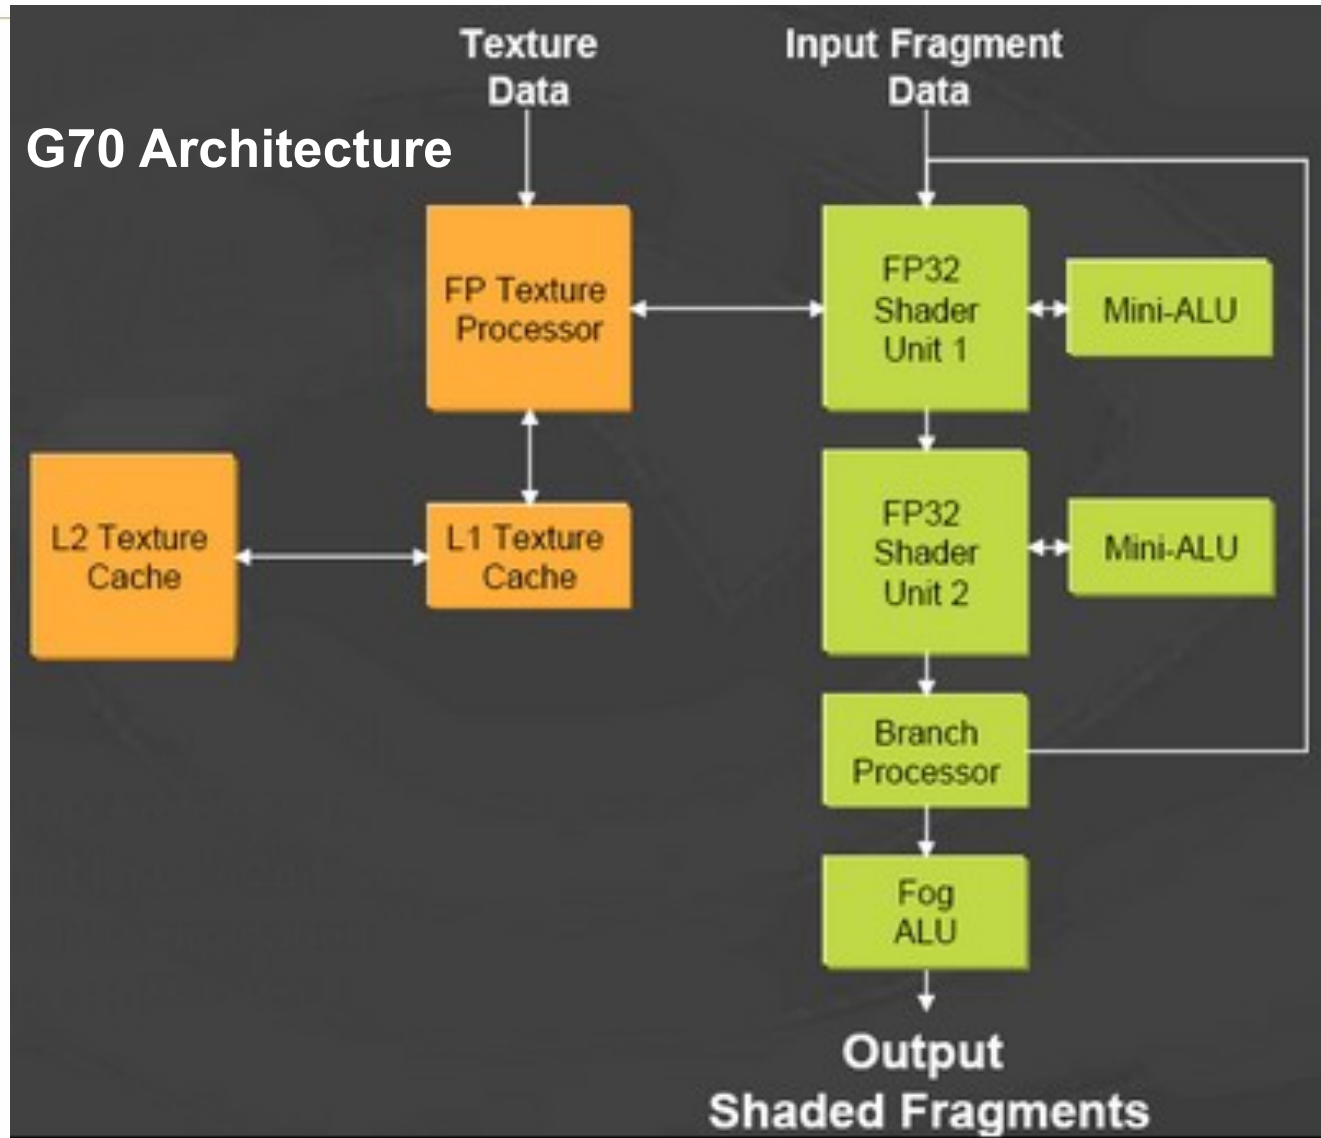 Texture
Data
Input Fragment
Data
G70 Architecture
FP Texture
Processor
FP32
Shader
Unit 1
Mini-ALU
L2 Texture
Cache
L1 Texture
Cache
FP32
Shader
Unit 2
Mini-ALU
Branch
Processor
Fog
ALU
Output
Shaded Fragments